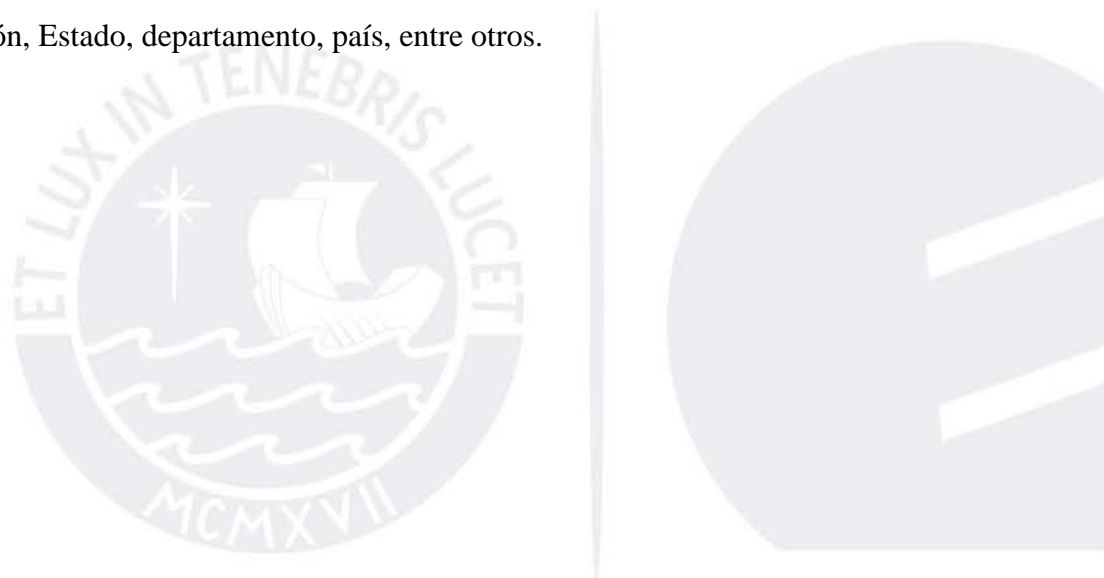 ón, Estado, departamento, país, entre otros.
ET LUX IN TENEBRIS LUCET
MCMXVII